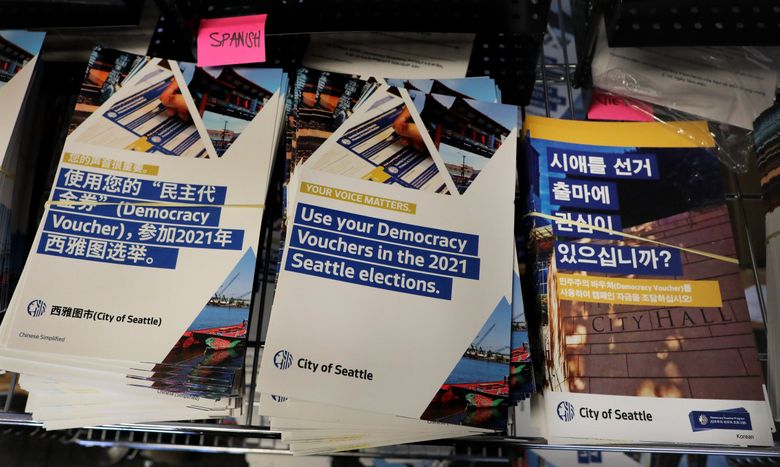 SPANISH
您的声音很重要。
使用您的 “民主代
金券” (Democracy
Voucher), 参加2021年
西雅图选举。
西雅图市(City of Seattle)
Chinese Simplified
YOUR VOICE MATTERS.
Use your Democracy
Vouchers in the 2021
Seattle elections.
City of Seattle
VIET
시애틀 선거
출마에
관심이
있으십니까?
민주주의 바우처(Democracy Voucher)를
사용하여 캠페인 자금을 조달하십시오!
CITY HALL
City of Seattle
Korean